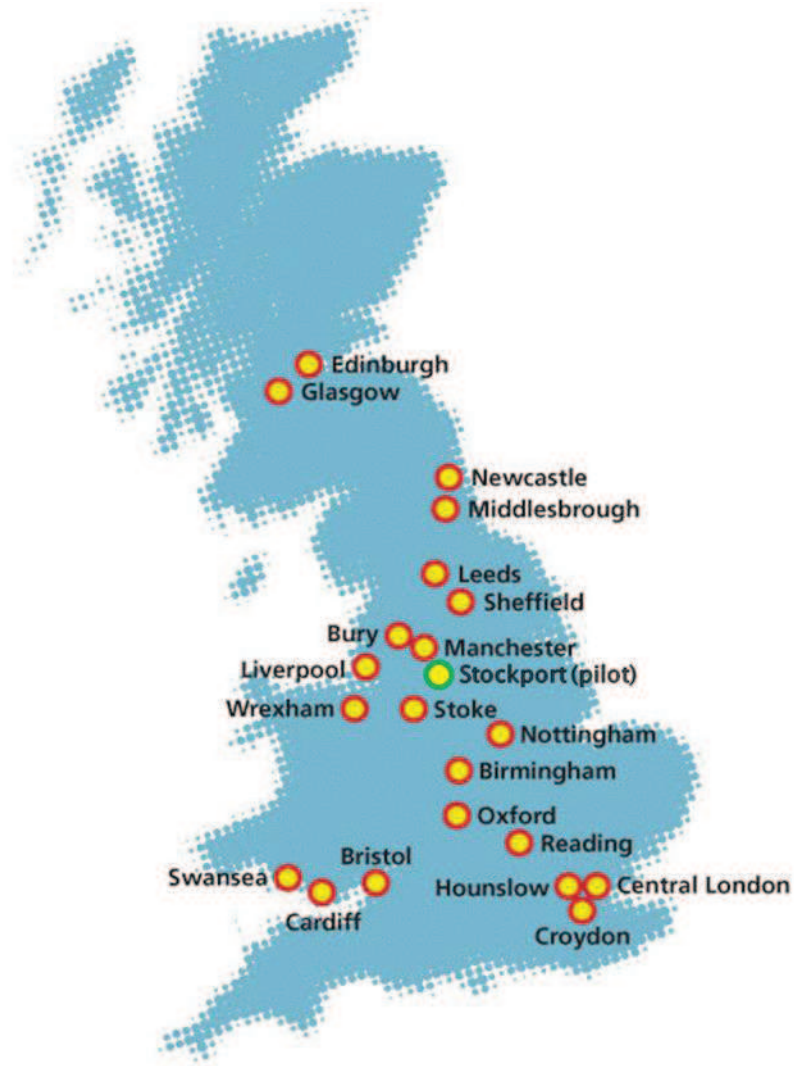 Edinburgh
Glasgow
Newcastle
Middlesbrough
Leeds
Sheffield
Bury
Manchester
Liverpool
Stockport (pilot)
Wrexham
Stoke
Nottingham
Birmingham
Oxford
Reading
Bristol
Swansea
Hounslow
Central London
Cardiff
Croydon